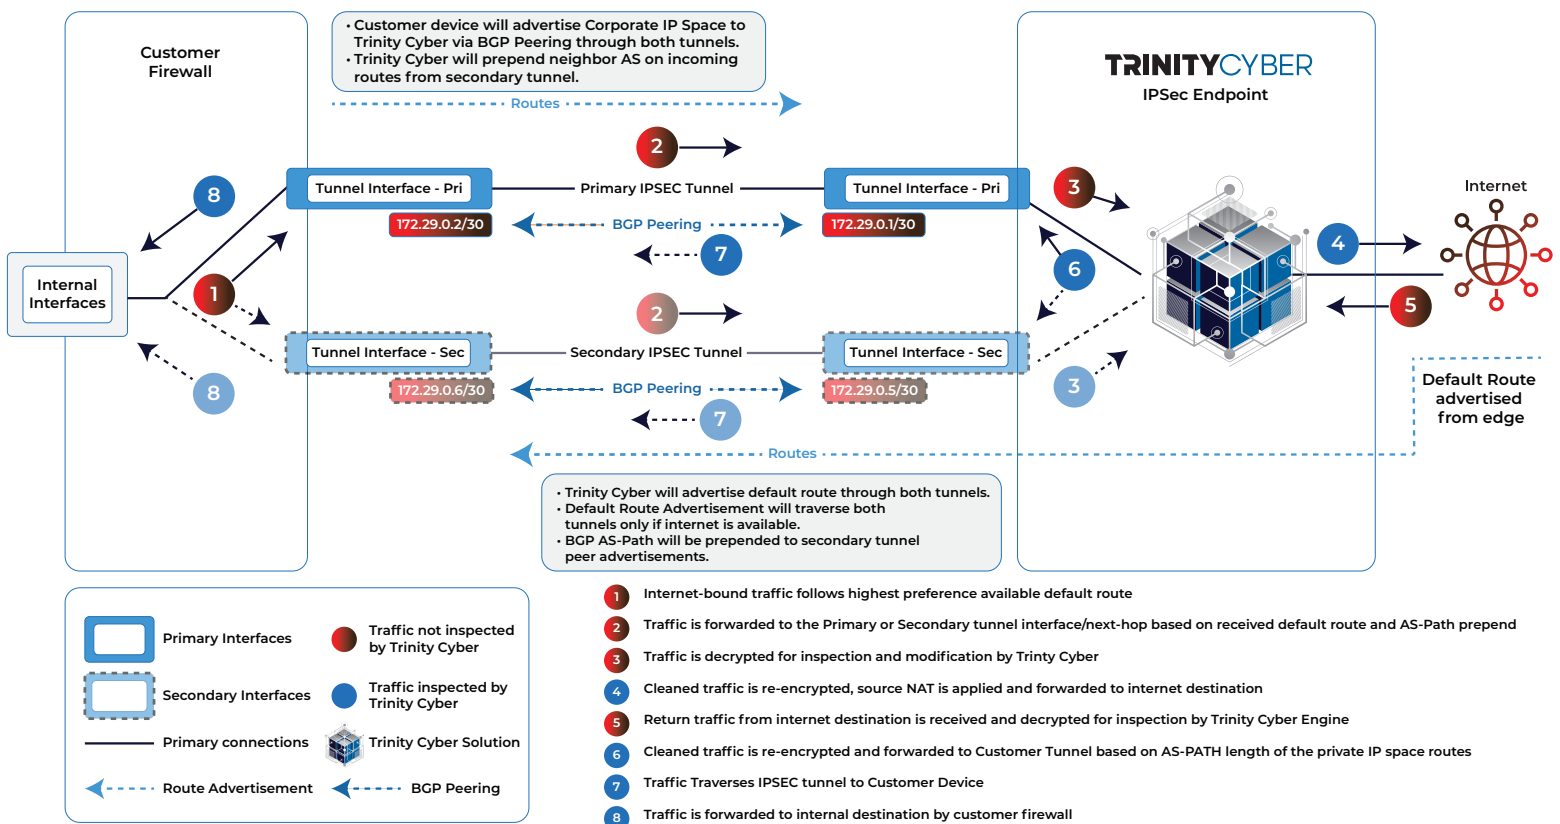 Customer
Firewall
• Customer device will advertise Corporate IP Space to
Trinity Cyber via BGP Peering through both tunnels.
• Trinity Cyber will prepend neighbor AS on incoming
routes from secondary tunnel.
Routes
TRINITYCYBER
IPSec Endpoint
2
8
Tunnel Interface - Pri
Primary IPSEC Tunnel
Tunnel Interface - Pri
3
Internet
172.29.0.2/30
BGP Peering
172.29.0.1/30
7
4
6
Internal
Interfaces
1
2
5
Tunnel Interface - Sec
Secondary IPSEC Tunnel
Tunnel Interface - Sec
172.29.0.6/30
BGP Peering
172.29.0.5/30
8
7
3
Default Route
advertised
from edge
Routes
• Trinity Cyber will advertise default route through both tunnels.
• Default Route Advertisement will traverse both
tunnels only if internet is available.
• BGP AS-Path will be prepended to secondary tunnel
peer advertisements.
Primary Interfaces
Traffic not inspected
by Trinity Cyber
Secondary Interfaces
Traffic inspected by
Trinity Cyber
Primary connections
Trinity Cyber Solution
Route Advertisement
BGP Peering
1 Internet-bound traffic follows highest preference available default route
2 Traffic is forwarded to the Primary or Secondary tunnel interface/next-hop based on received default route and AS-Path prepend
3 Traffic is decrypted for inspection and modification by Trinty Cyber
4 Cleaned traffic is re-encrypted, source NAT is applied and forwarded to internet destination
5 Return traffic from internet destination is received and decrypted for inspection by Trinity Cyber Engine
6 Cleaned traffic is re-encrypted and forwarded to Customer Tunnel based on AS-PATH length of the private IP space routes
7 Traffic Traverses IPSEC tunnel to Customer Device
8 Traffic is forwarded to internal destination by customer firewall